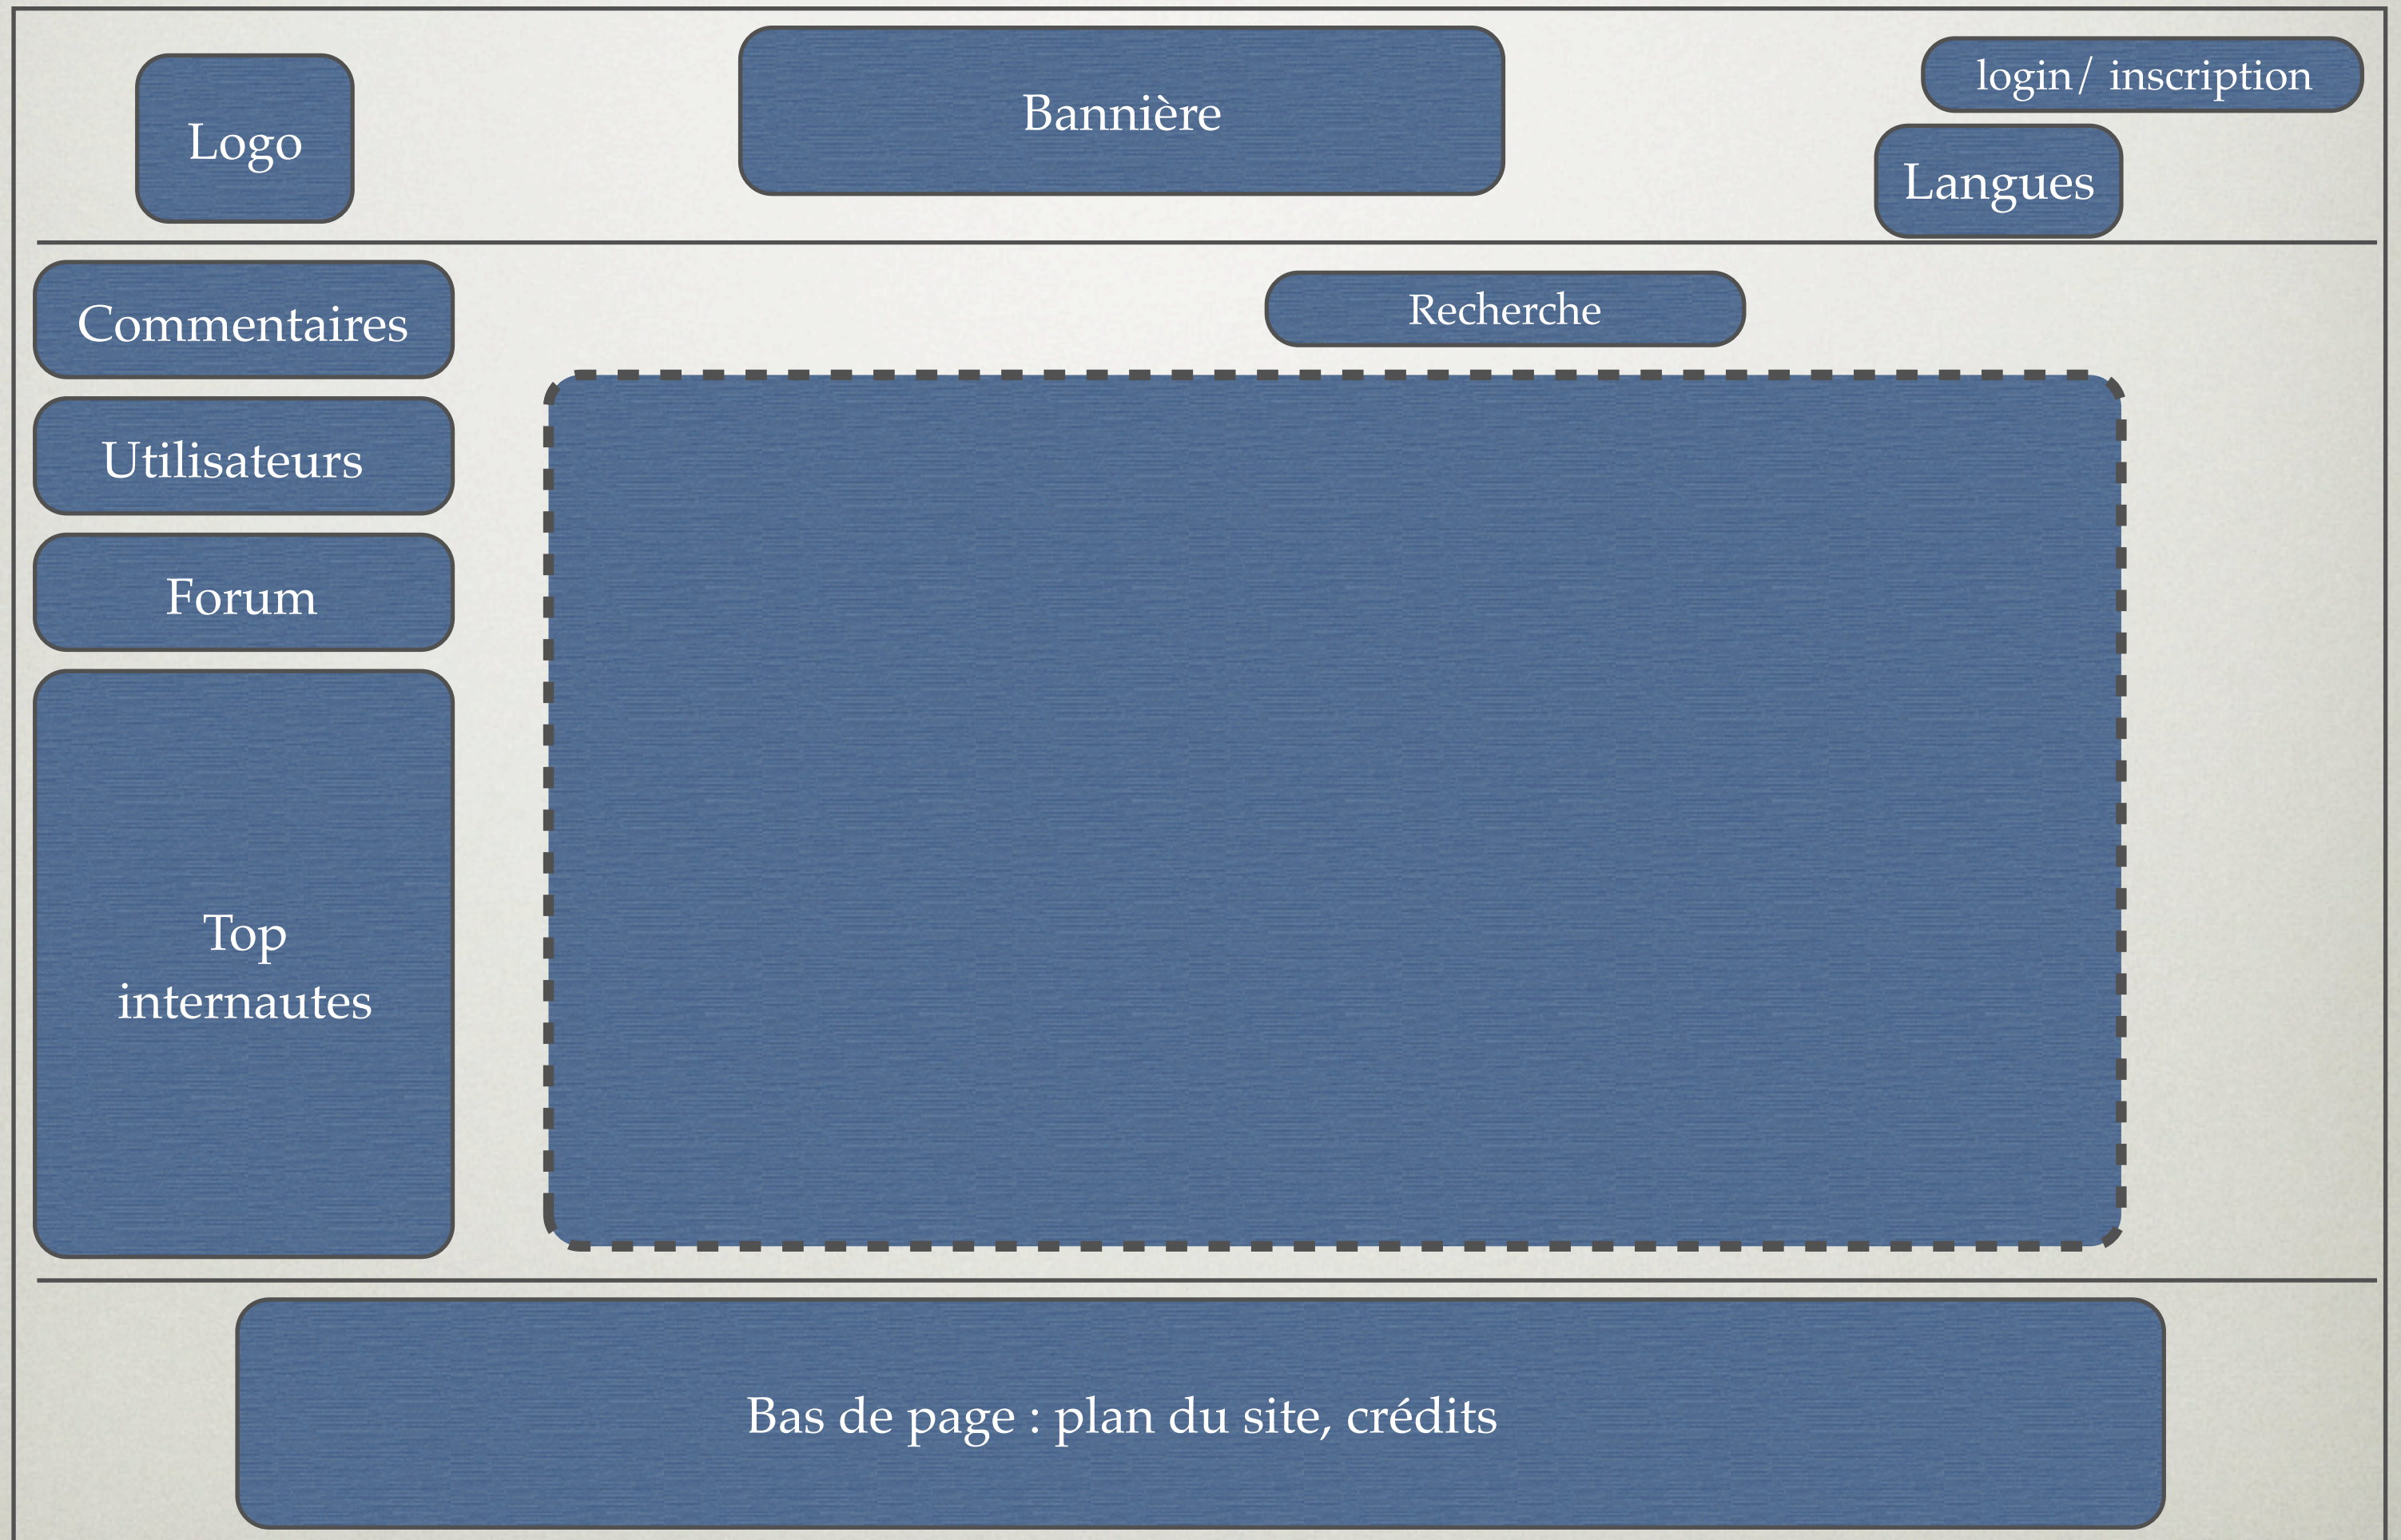 Logo
Bannière
login/ inscription
Langues
Commentaires
Recherche
Utilisateurs
Forum
Top
internautes
Bas de page : plan du site, crédits